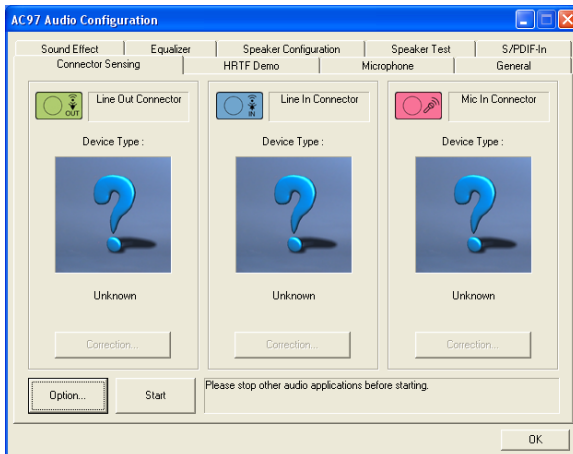 AC97 Audio Configuration
Sound Effect
Equalizer
Speaker Configuration
Speaker Test
S/PDIF-In
Connector Sensing
HRTF Demo
Microphone
General
OUT
Line Out Connector
IN
Line In Connector
Mic In Connector
Device Type :
Device Type :
Device Type :
Unknown
Unknown
Unknown
Correction...
Correction...
Correction...
Option...
Start
Please stop other audio applications before starting.
OK